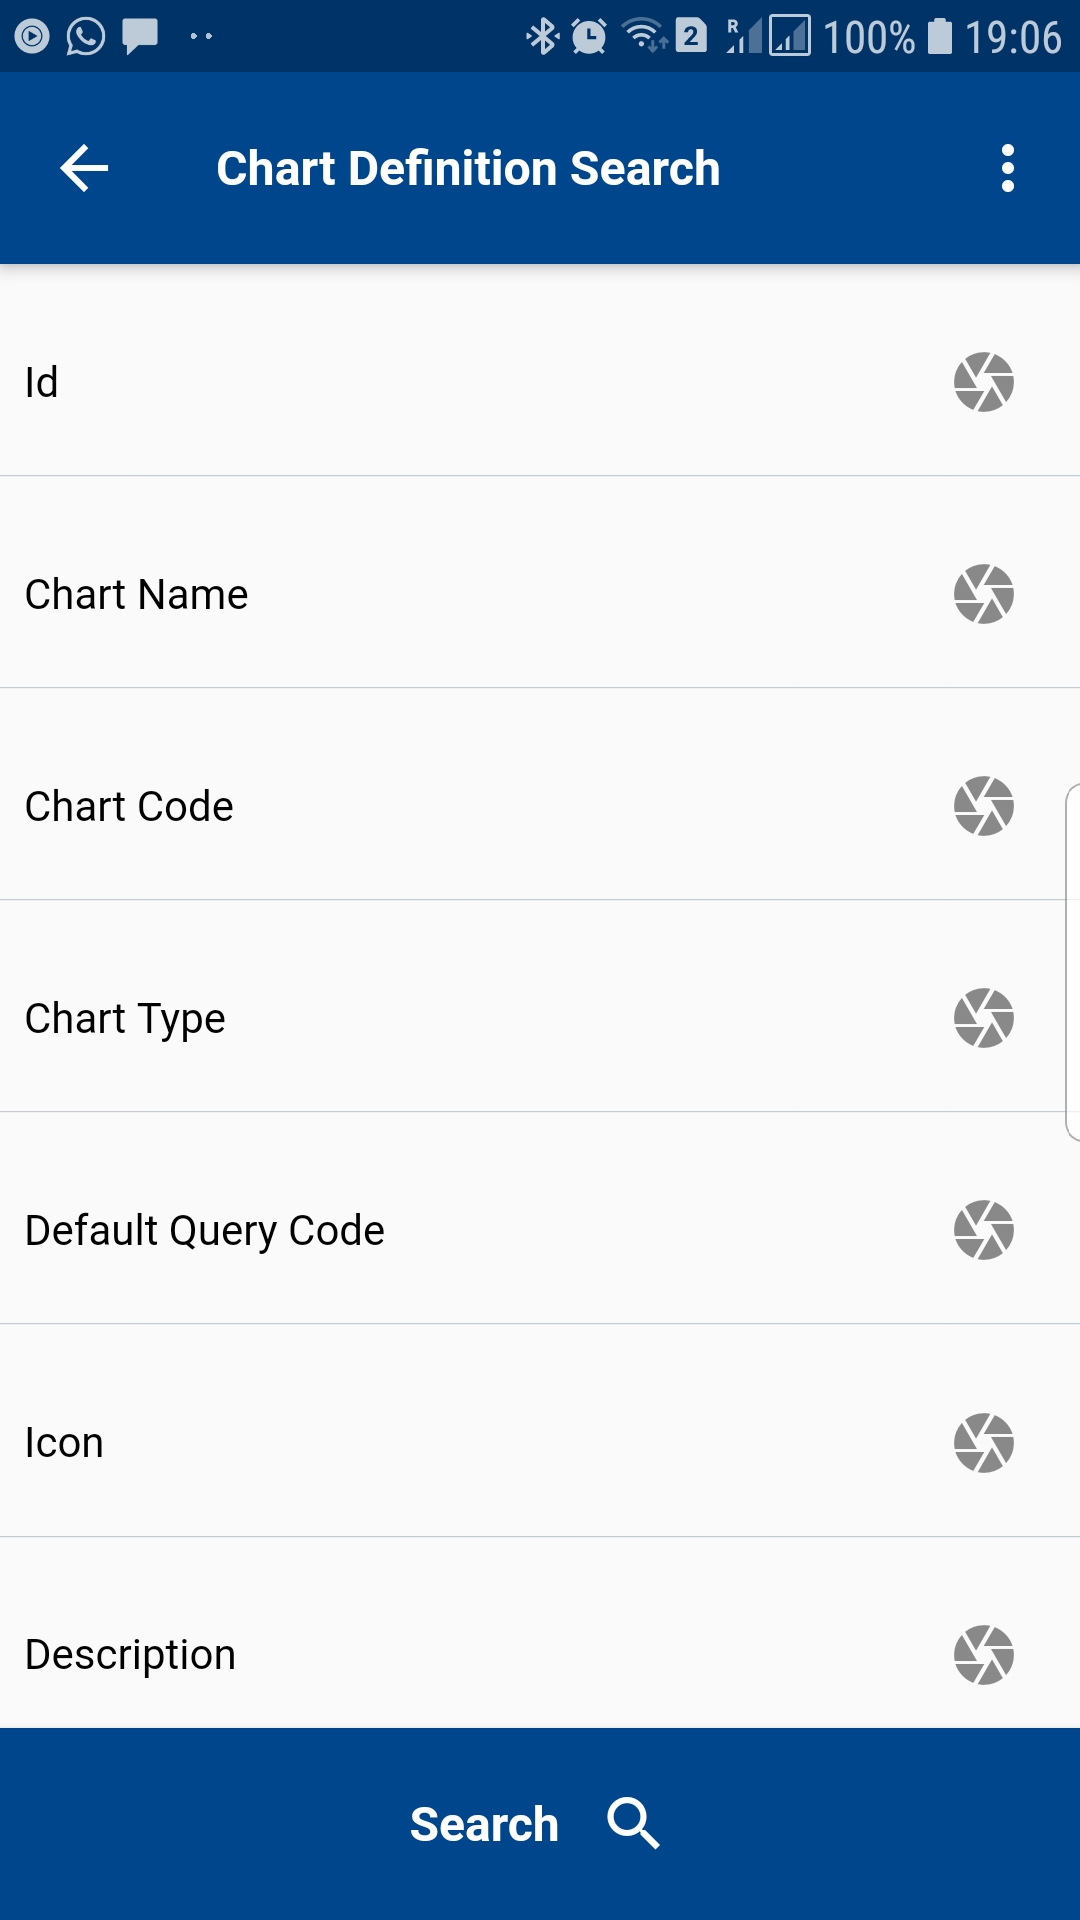 2 R 100% 19:06
Chart Definition Search
Id
Chart Name
Chart Code
Chart Type
Default Query Code
Icon
Description
Search